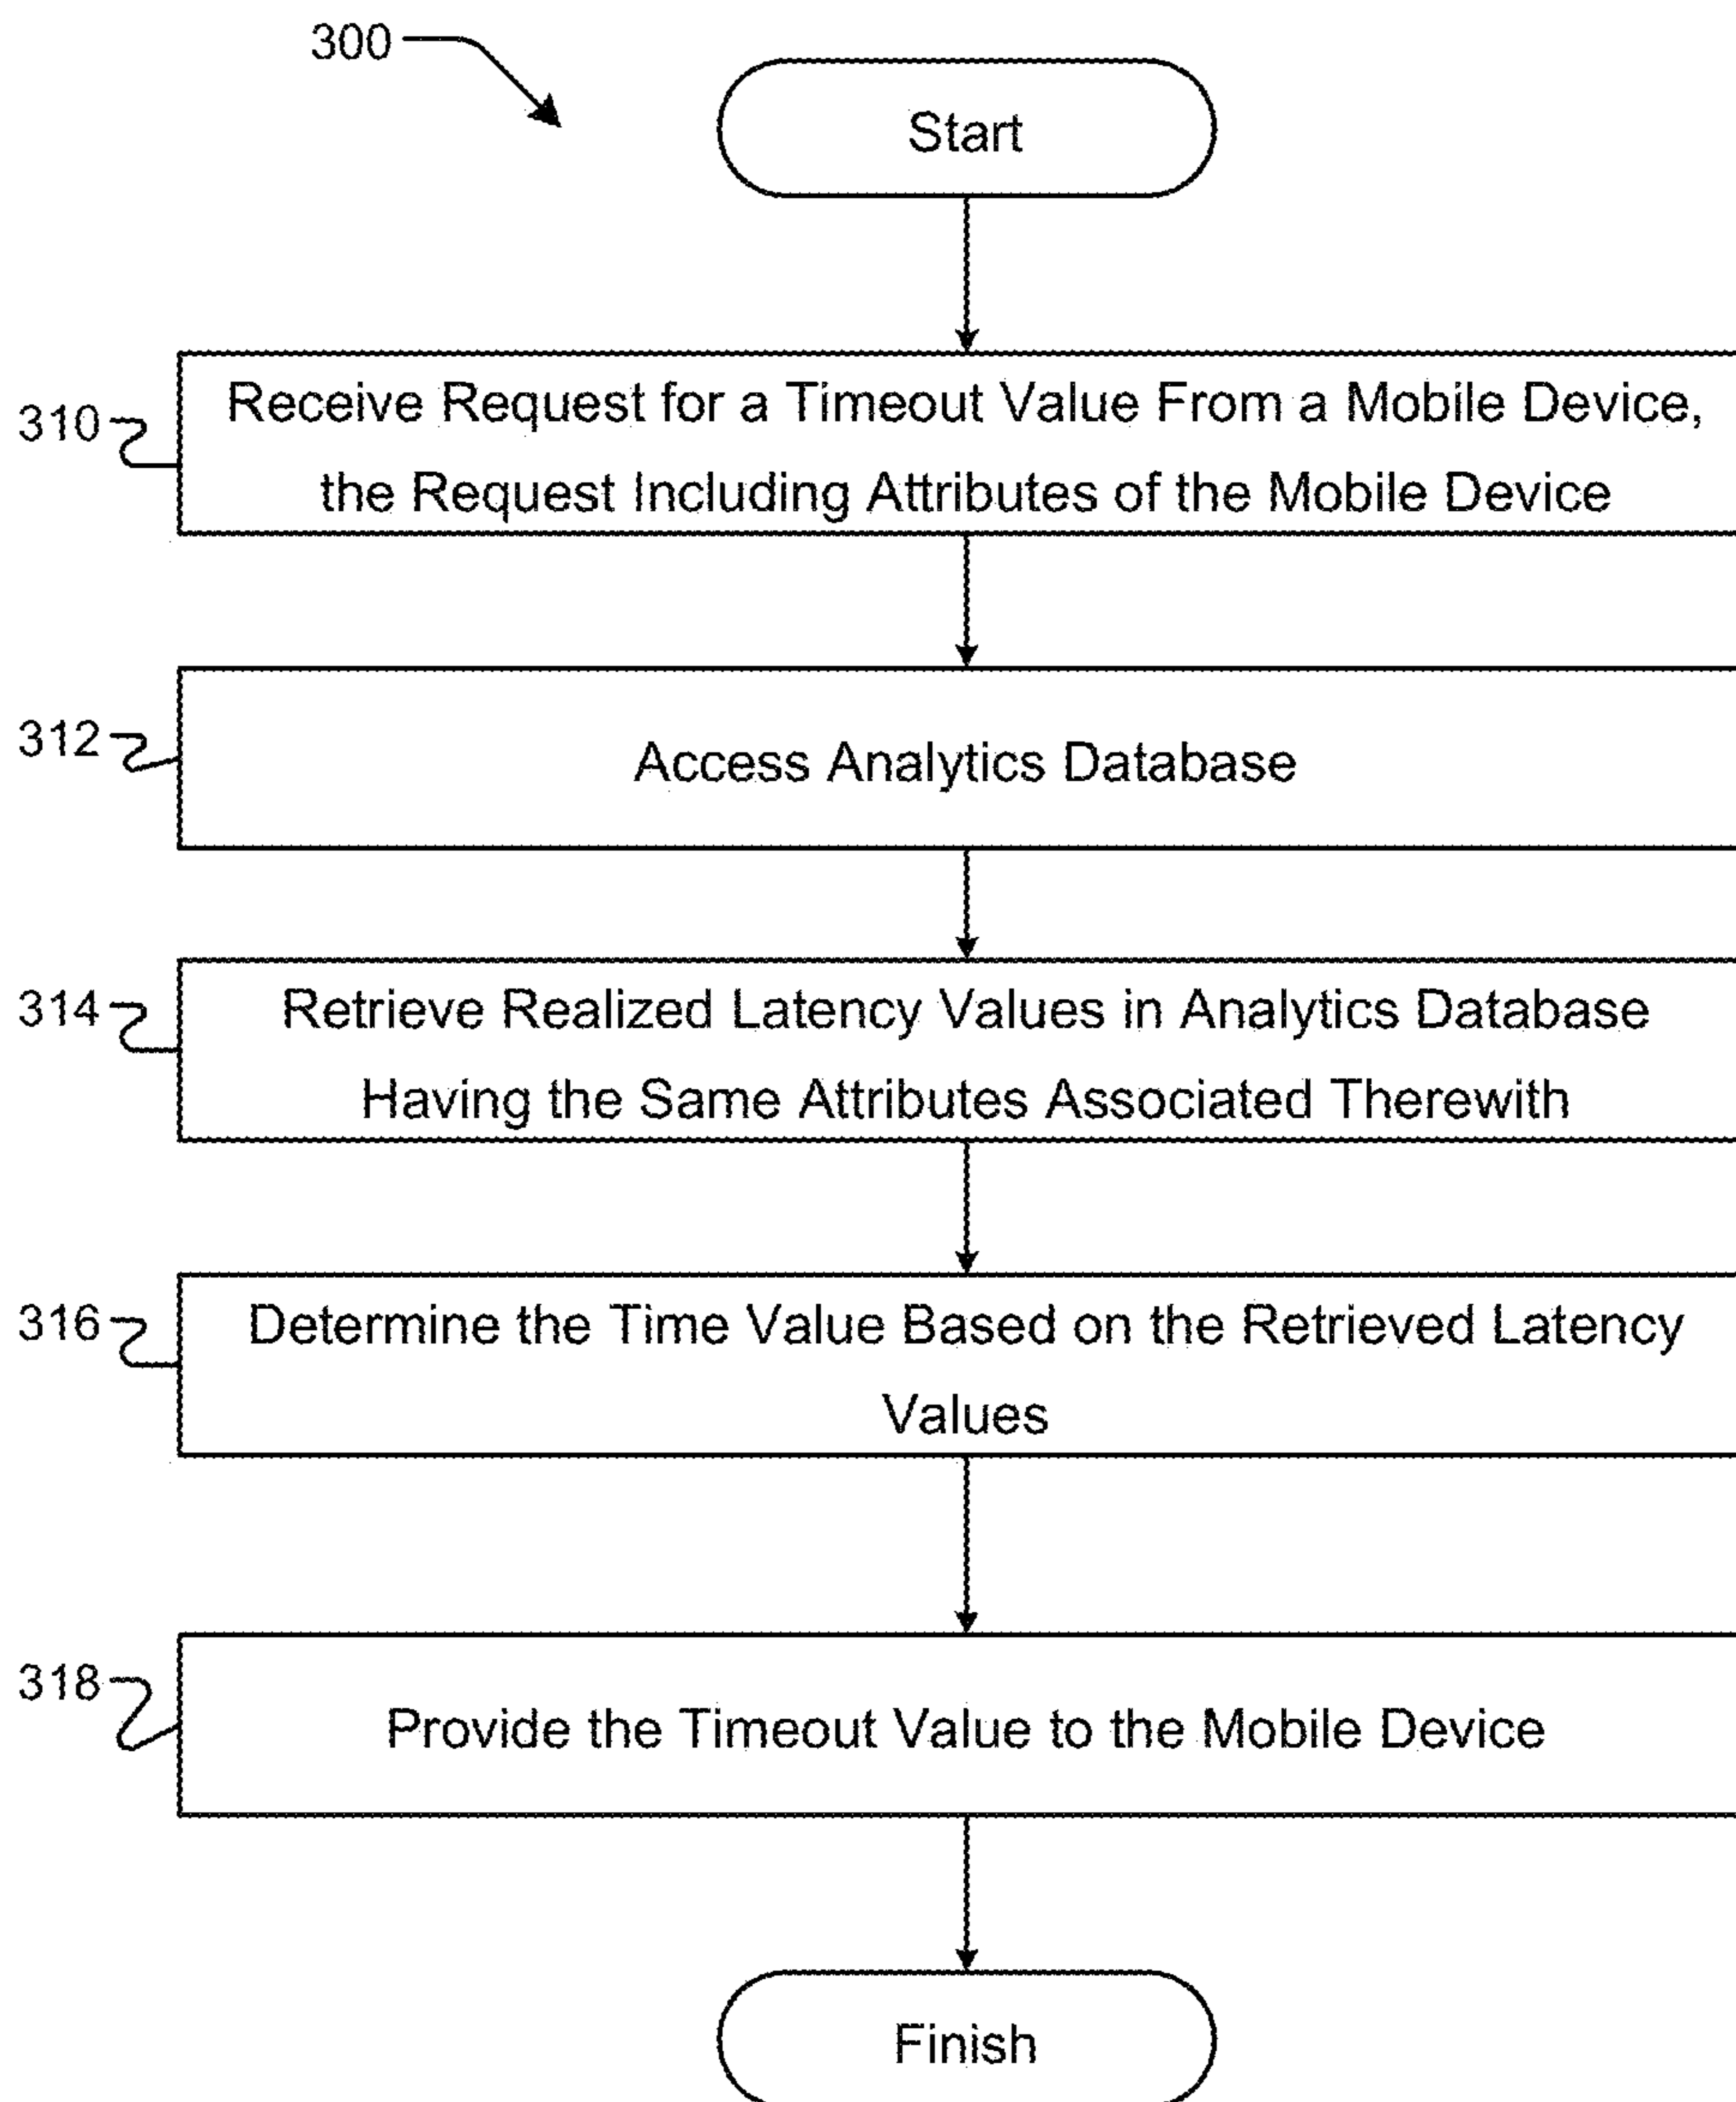 300
Start
310
Receive Request for a Timeout Value From a Mobile Device,
the Request Including Attributes of the Mobile Device
312
Access Analytics Database
314
Retrieve Realized Latency Values in Analytics Database
Having the Same Attributes Associated Therewith
316
Determine the Time Value Based on the Retrieved Latency
Values
318
Provide the Timeout Value to the Mobile Device
Finish